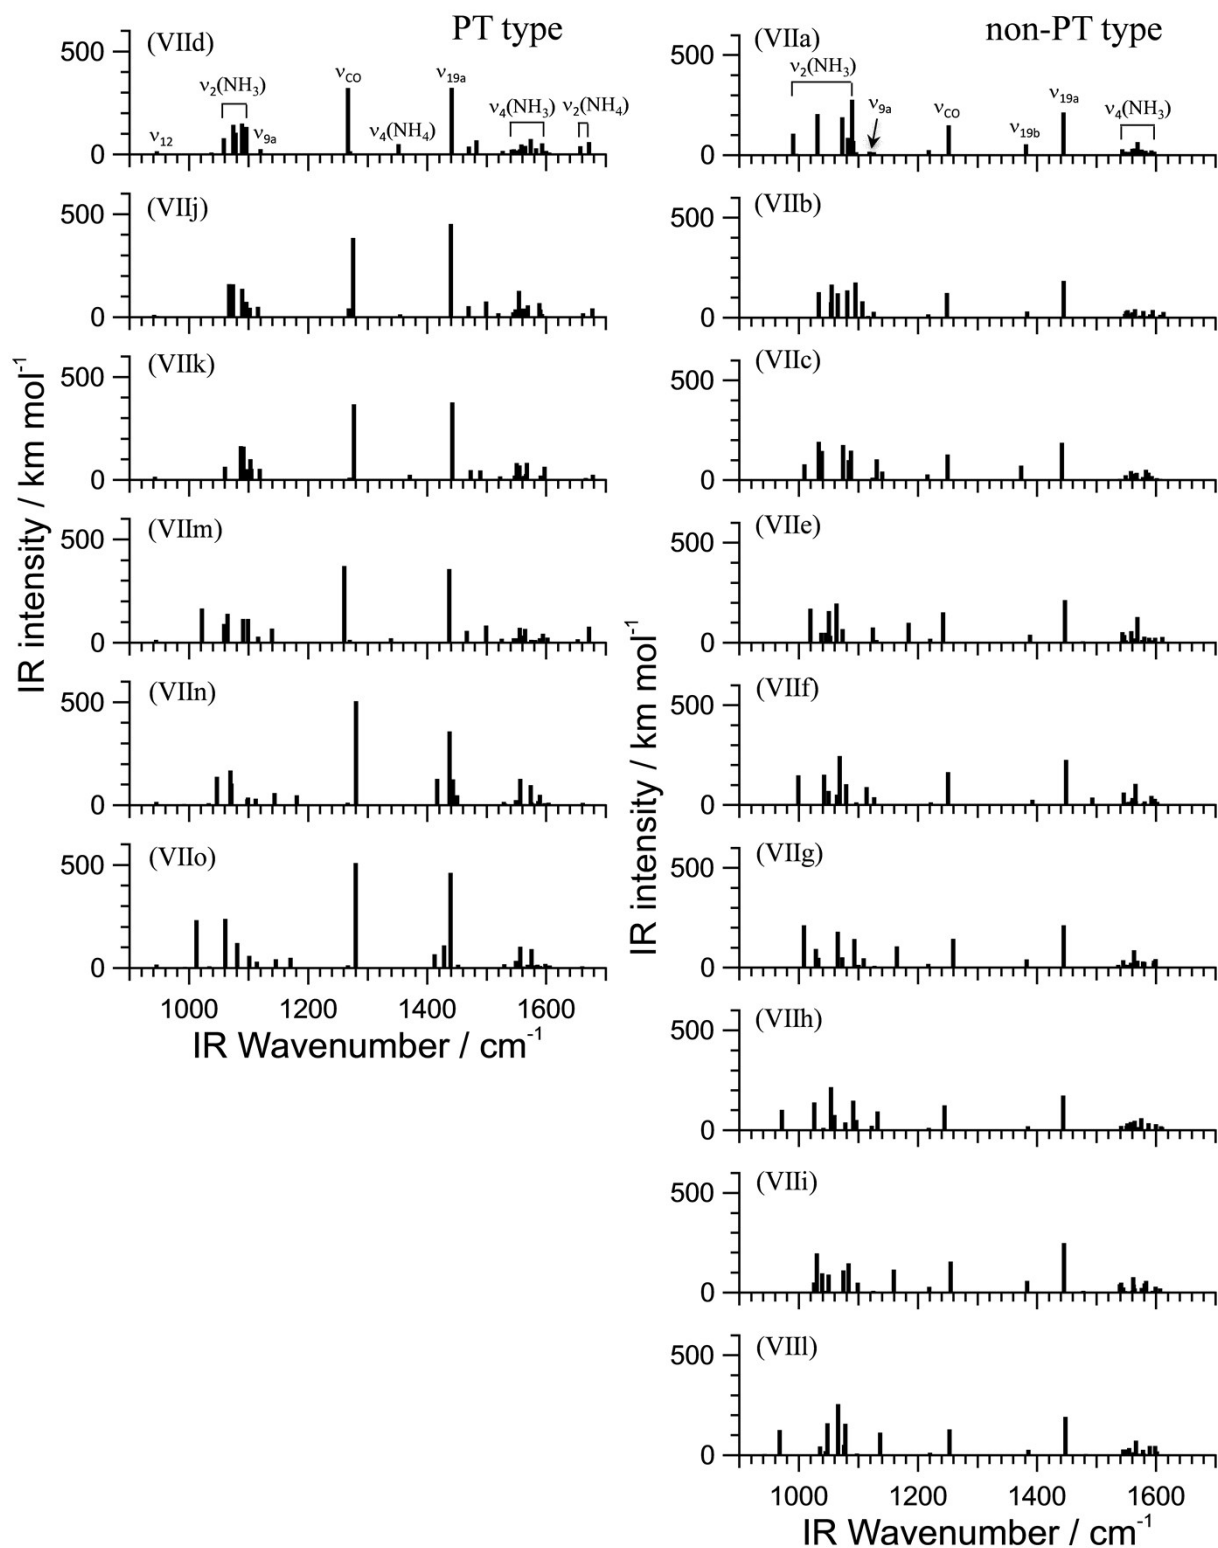 PT type
(VIId)
500
0
ν12
ν2(NH3)
ν9a
νCO
ν4(NH4)
ν19a
ν4(NH3)
ν2(NH4)
(VIIj)
500
0
(VIIk)
500
0
(VIIm)
500
0
(VIIn)
500
0
(VIIo)
500
0
1000 1200 1400 1600
IR Wavenumber / cm-1
IR intensity / km mol-1
non-PT type
(VIIa)
500
0
ν2(NH3)
ν9a
νCO
ν19b
ν19a
ν4(NH3)
(VIIb)
500
0
(VIIc)
500
0
(VIIe)
500
0
(VIIf)
500
0
(VIIg)
500
0
(VIIh)
500
0
(VIIi)
500
0
(VIIl)
500
0
1000 1200 1400 1600
IR Wavenumber / cm-1
IR intensity / km mol-1